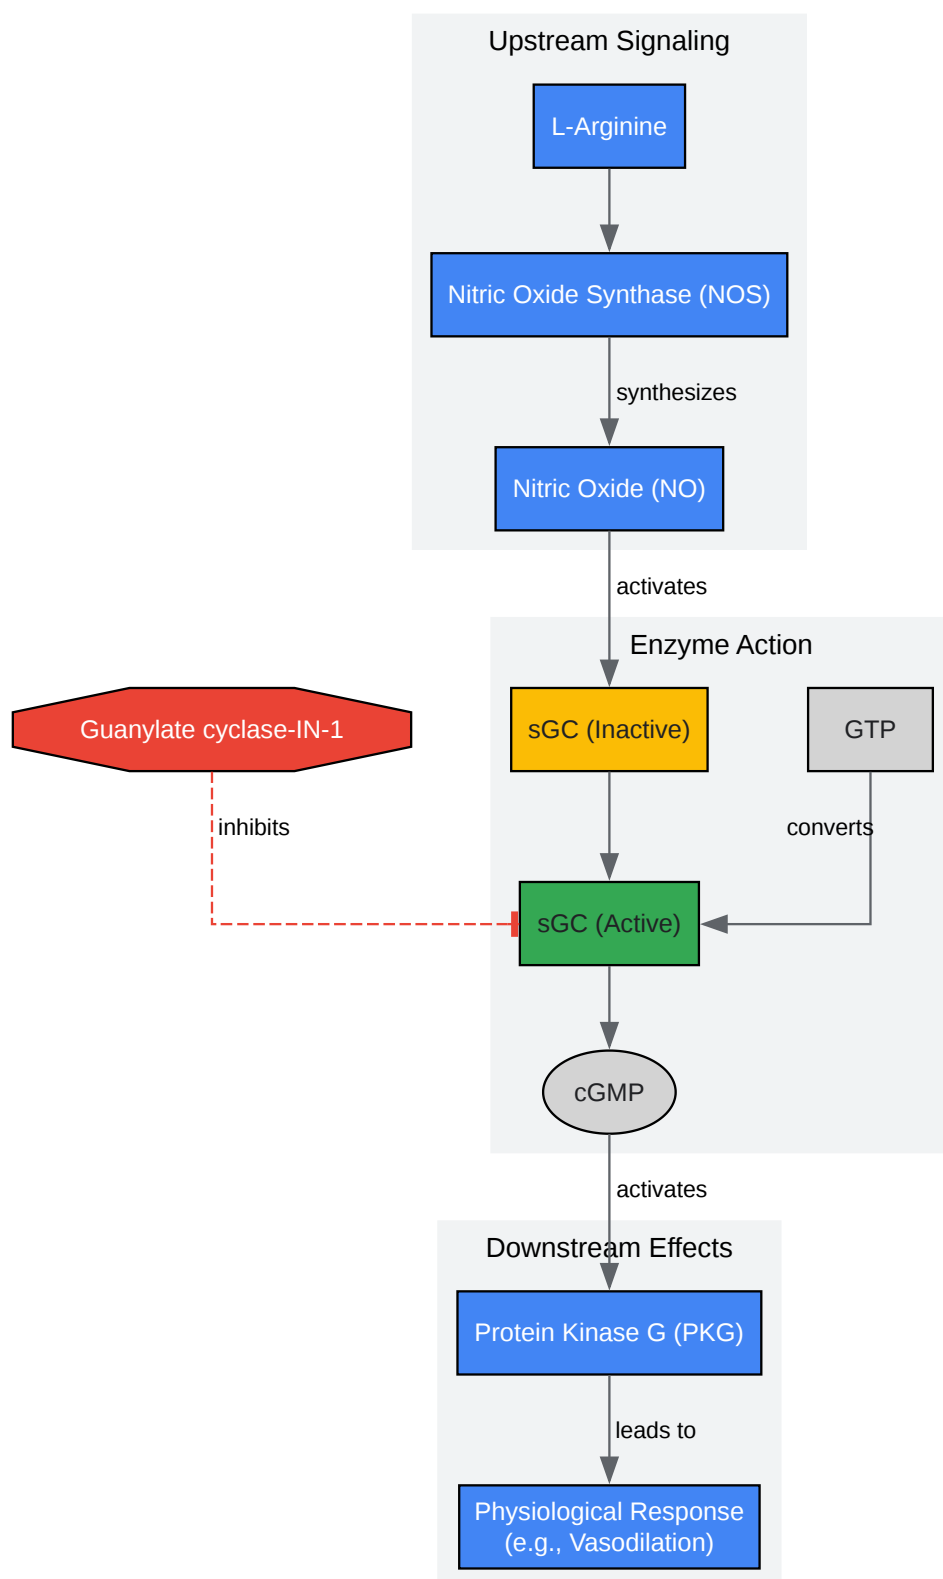 Upstream Signaling
L-Arginine
Nitric Oxide Synthase (NOS)
synthesizes
Nitric Oxide (NO)
activates
Enzyme Action
Guanylate cyclase-IN-1
sGC (Inactive)
GTP
inhibits
converts
sGC (Active)
cGMP
activates
Downstream Effects
Protein Kinase G (PKG)
leads to
Physiological Response
(e.g., Vasodilation)